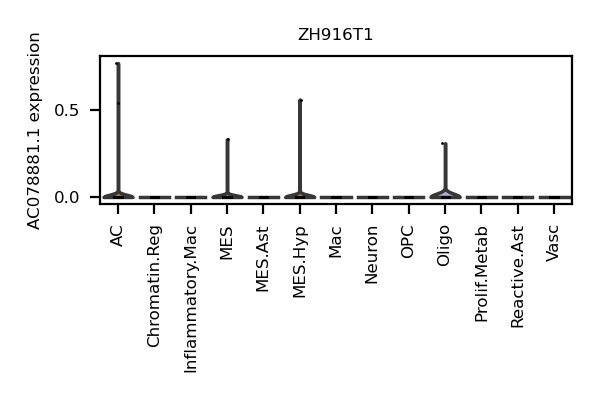 ZH916T1
AC078881.1 expression
0.5
0.0
AC
Chromatin.Reg
Inflammatory.Mac
MES
MES.Ast
MES.Hyp
Mac
Neuron
OPC
Oligo
Prolif.Metab
Reactive.Ast
Vasc